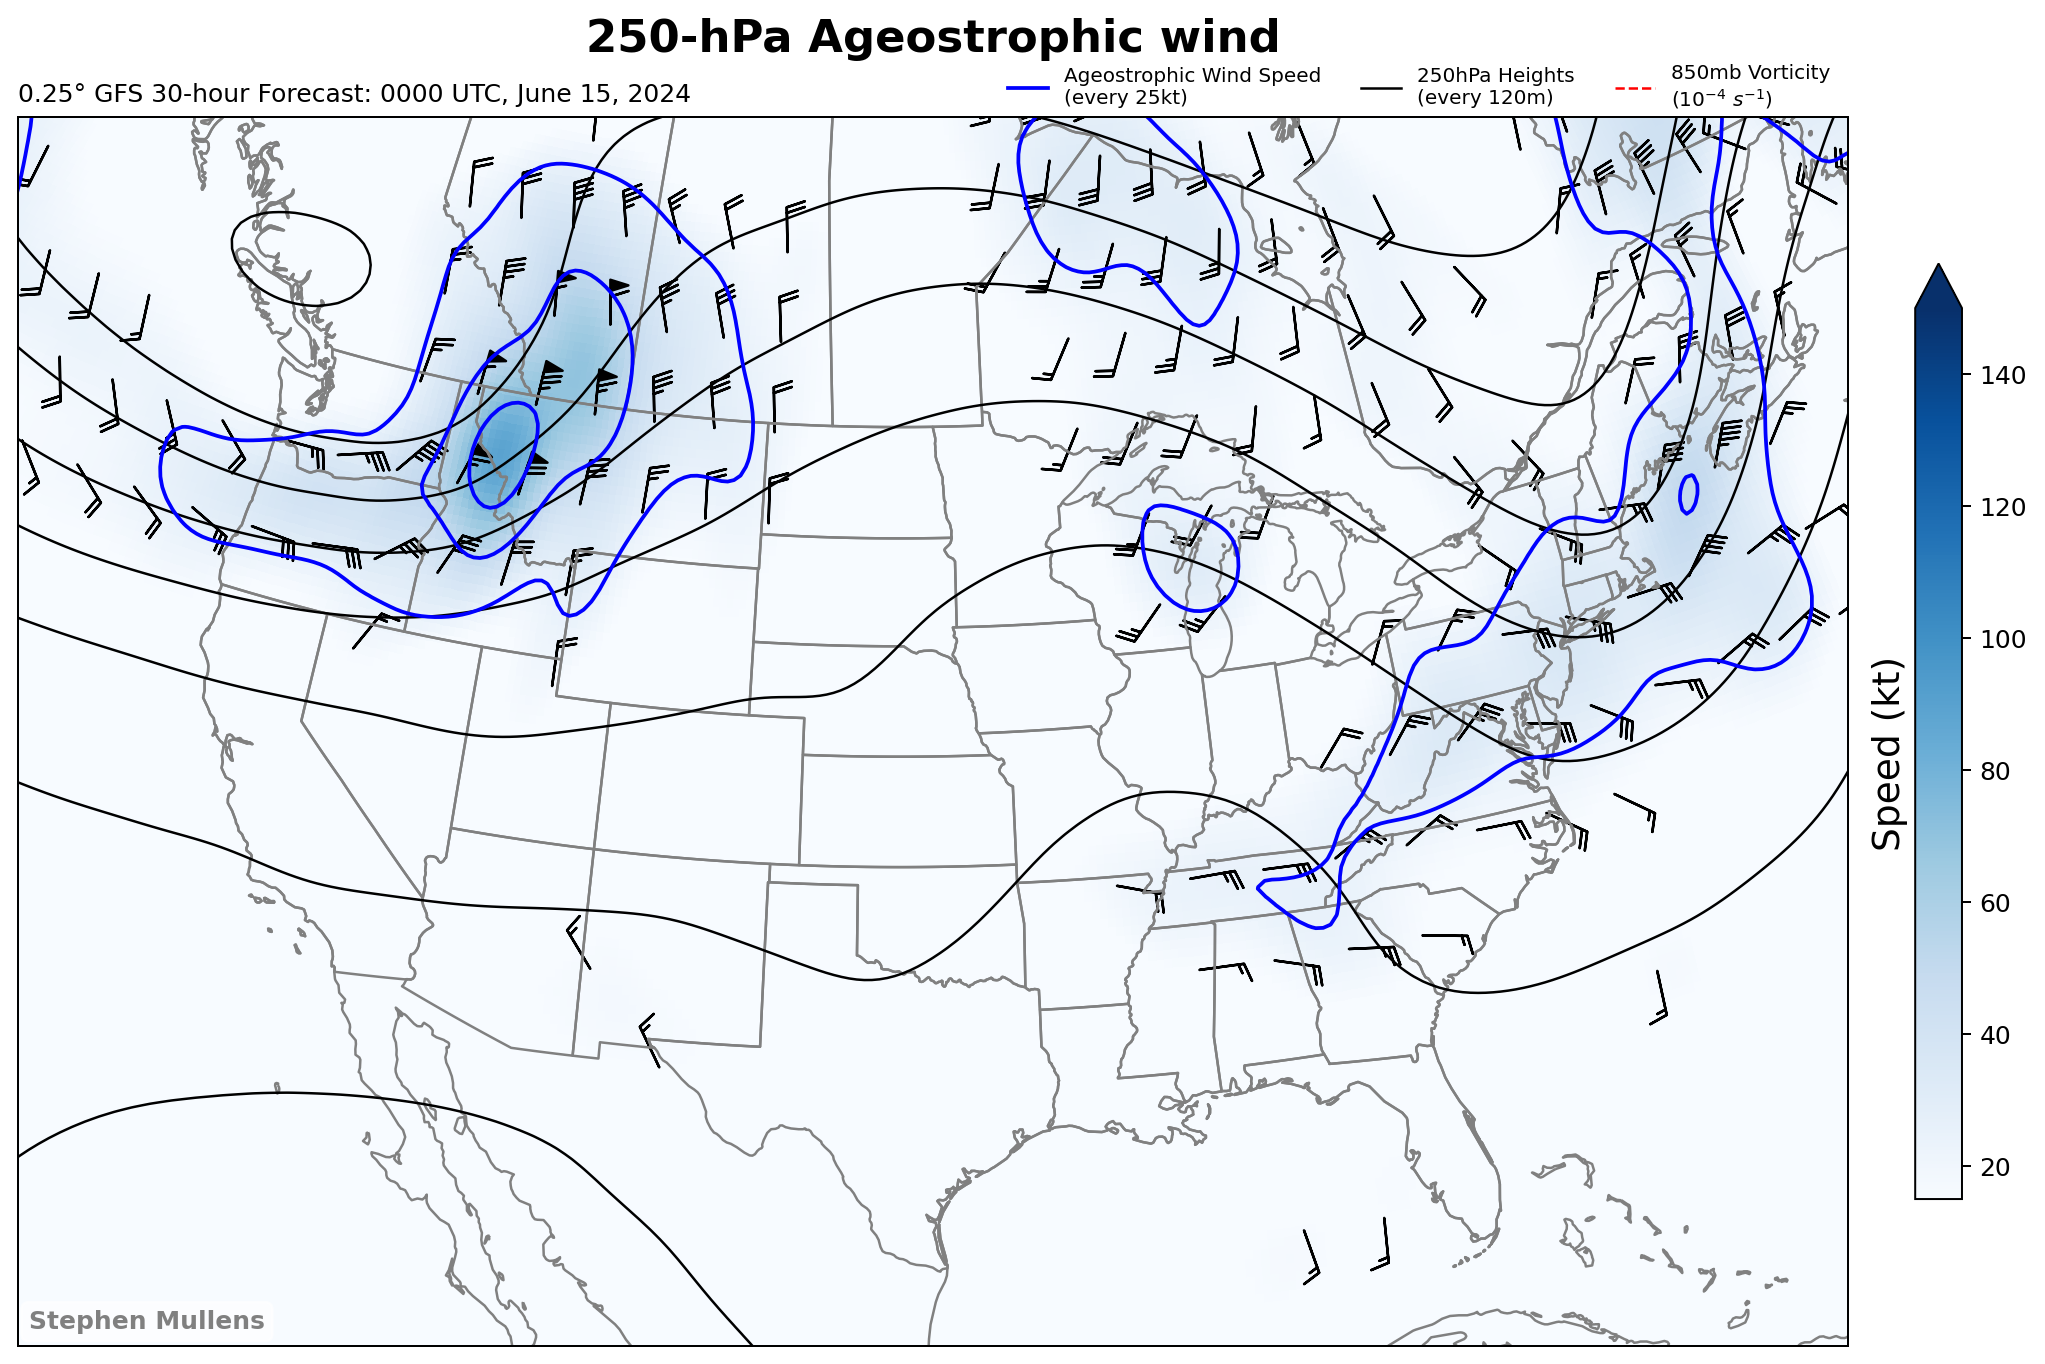 250-hPa Ageostrophic wind
0.25° GFS 30-hour Forecast: 0000 UTC, June 15, 2024
Ageostrophic Wind Speed
(every 25kt)
250hPa Heights
(every 120m)
850mb Vorticity
(10⁻⁴ s⁻¹)
140
120
100
80
60
40
20
Speed (kt)
Stephen Mullens